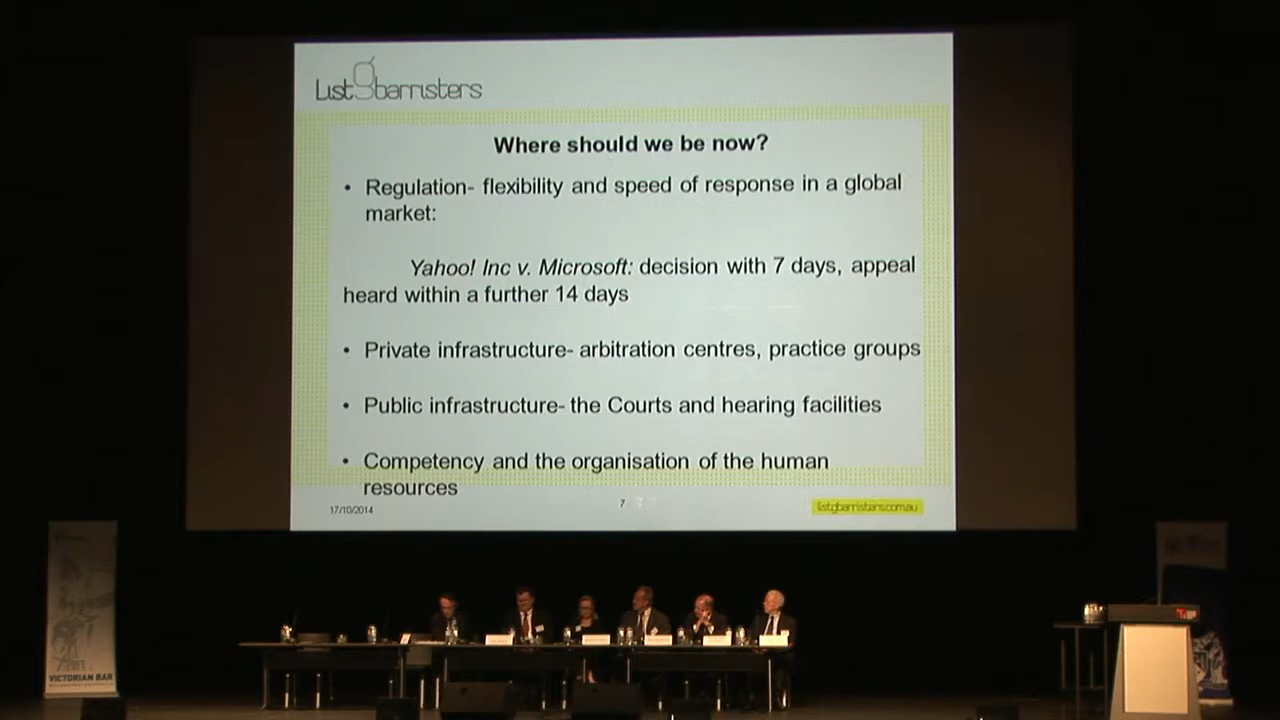 List g barristers
Where should we be now?
• Regulation- flexibility and speed of response in a global
market:
Yahoo! Inc v. Microsoft: decision with 7 days, appeal
heard within a further 14 days
• Private infrastructure- arbitration centres, practice groups
• Public infrastructure- the Courts and hearing facilities
• Competency and the organisation of the human
resources
17/10/2014
7
listgbarristers.com.au
VICTORIAN BAR